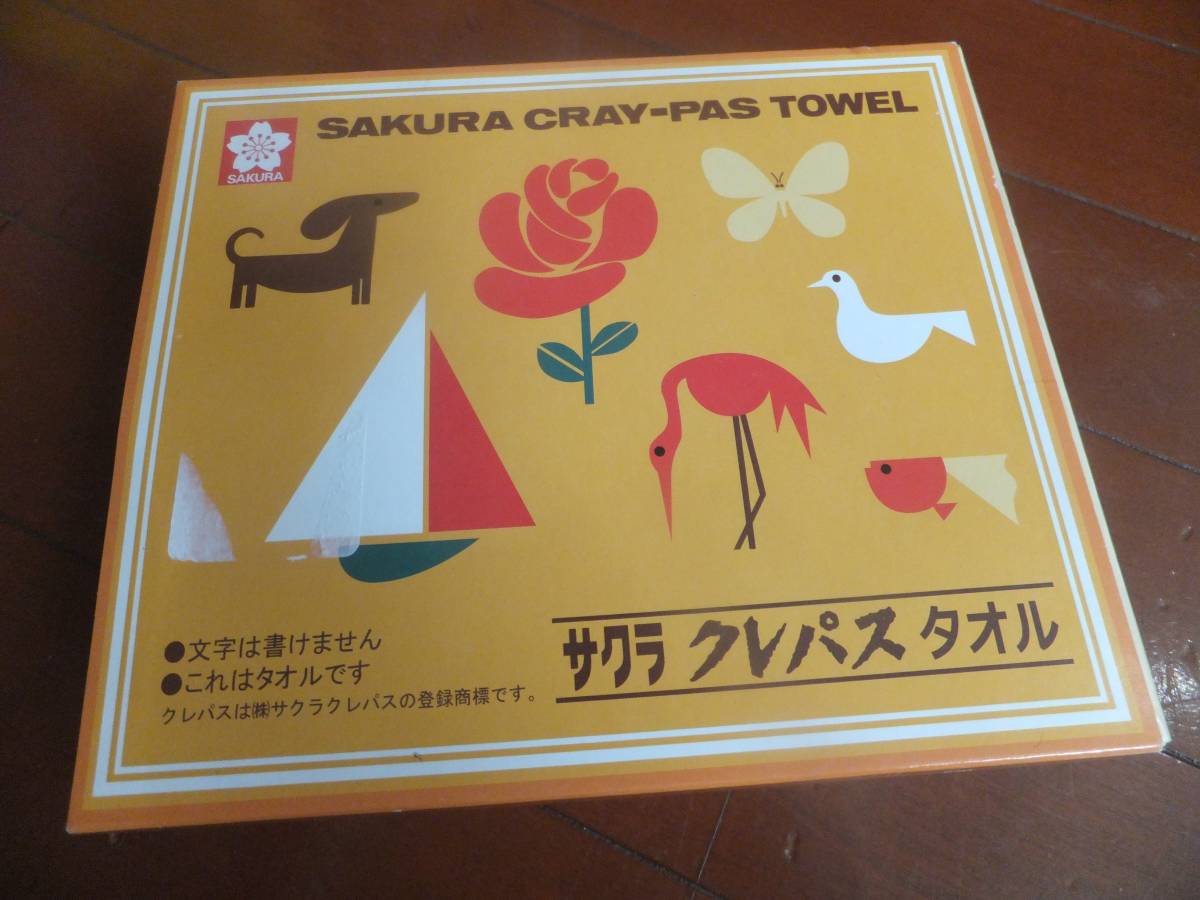 SAKURA CRAY-PAS TOWEL
SAKURA
サクラ クレパス タオル
●文字は書けません
●これはタオルです
クレパスは㈱サクラクレパスの登録商標です。